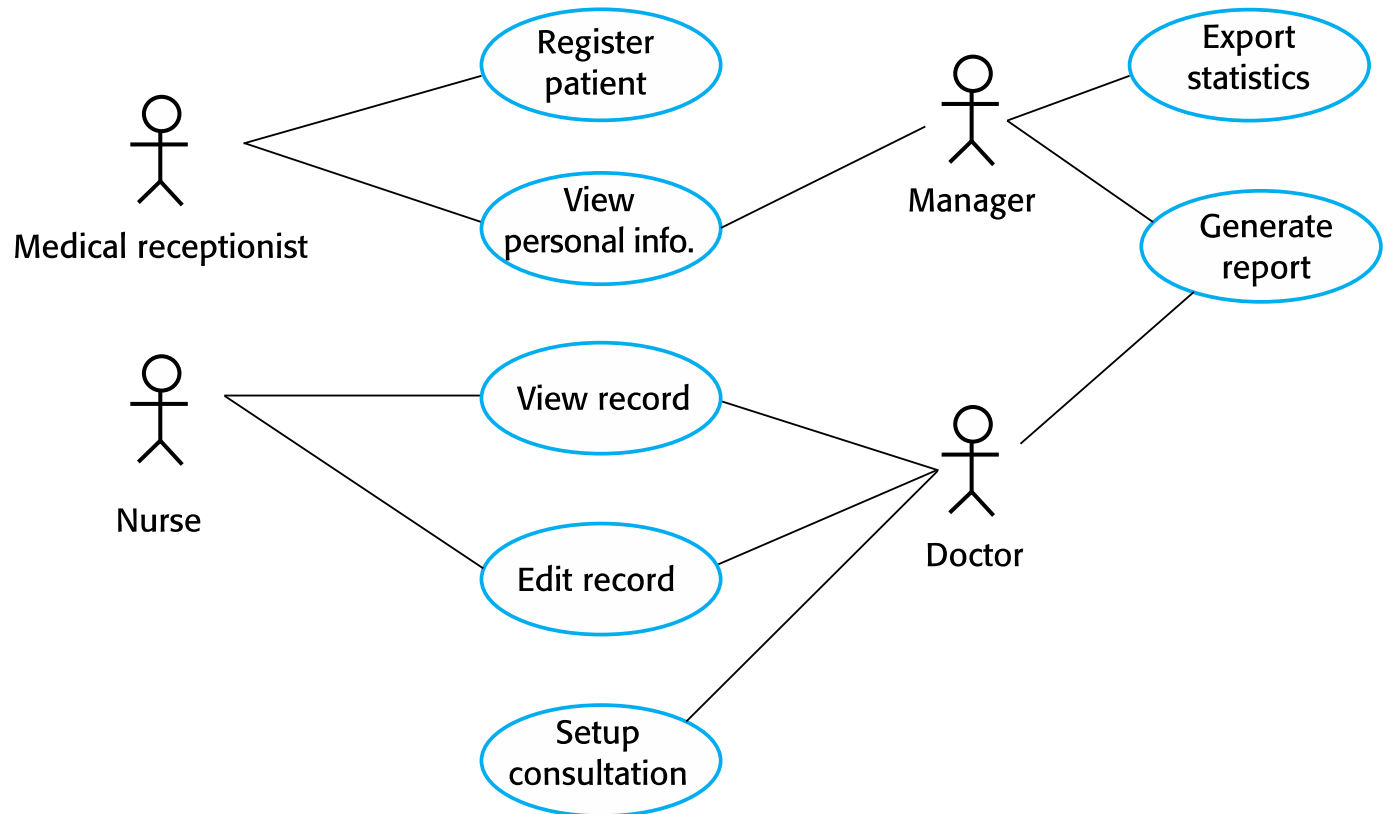 Register
patient
Export
statistics
View
personal info.
Manager
Medical receptionist
Generate
report
View record
Nurse
Edit record
Doctor
Setup
consultation